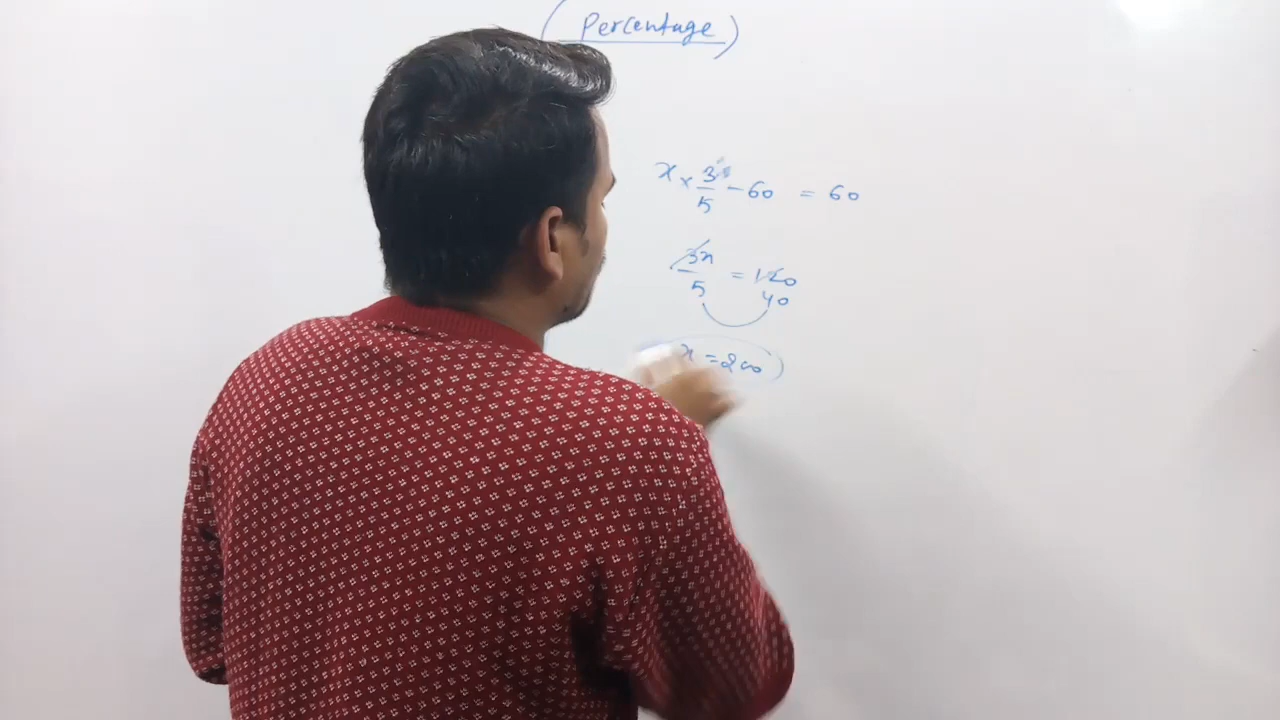 (Percentage)
x × 3/5 - 60 = 60
3x/5 = 120
40
x = 200